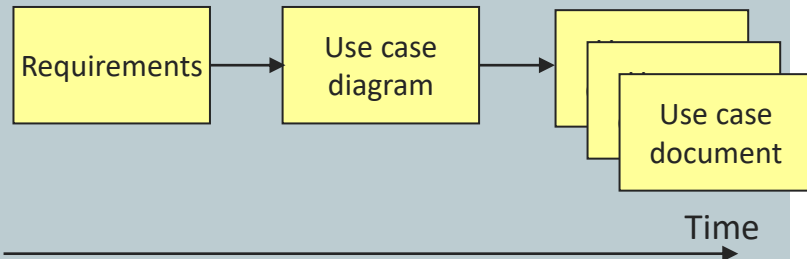 Requirements
Use case
diagram
Use case
document
Time